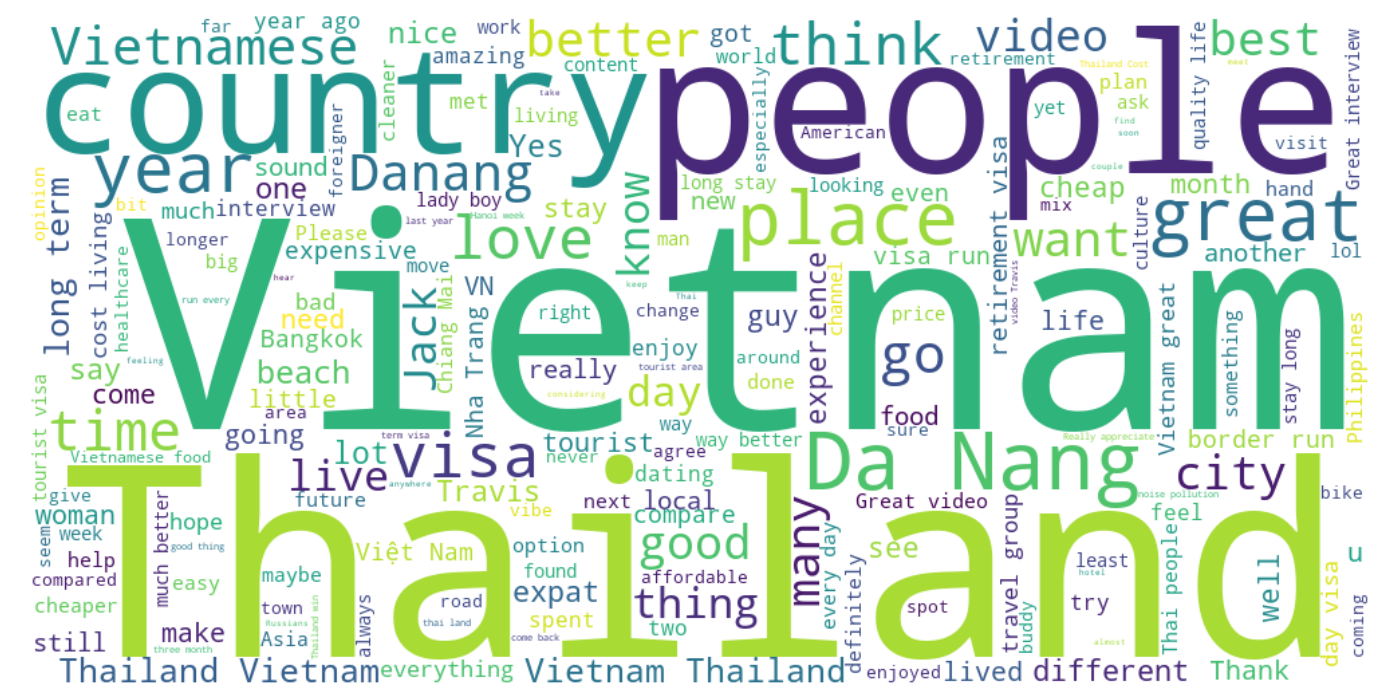 far
year ago
work
Vietnamese
nice
better
got
think
video
best
amazing
content
world
retirement
Thailand Cost
meet
country
people
eat
cleaner
met
take
living
Yes
especially
American
yet
plan
ask
find
soon
quality life
visit
Great interview
year
sound
one
foreigner
Danang
lady boy
Hanoi week
last year
know
long stay
new
looking
even
couple
retirement visa
cheap
mix
month
hand
culture
great
opinion
long term
bit
much
interview
Please
expensive
love
stay
man
place
visa run
want
another
lol
cost living
healthcare
longer
big
hear
move
VN
Vietnam
run every
bad
need
Bangkok
Jack
Chiang Mai
Nha Trang
right
keep
Thai
change
guy
experience
channel
price
go
video Travis
life
Vietnam great
something
stay long
Philippines
say
feeling
beach
enjoy
really
tourist area
around
done
considering
come
little
day
food
sure
tourist visa
time
area
going
term visa
lot
visa
tourist
way
way better
never
agree
Da Nang
Really appreciate
border run
city
Vietnamese food
live
anywhere
Travis
dating
noise pollution
bike
give
future
vibe
next
local
compare
many
Great video
travel group
feel
Thailand
woman
seem
week
much better
hope
good thing
Việt Nam
option
good
every day
see
Thai people
least
hotel
well
u
help
compared
easy
maybe
found
affordable
definitely
cheaper
town
road
expat
thing
spot
try
day visa
coming
still
make
three month
Asia
Russians
Thailand win
always
thai land
spent
come back
two
buddy
almost
Thailand Vietnam
everything
Vietnam Thailand
enjoyed
lived
different
Thank